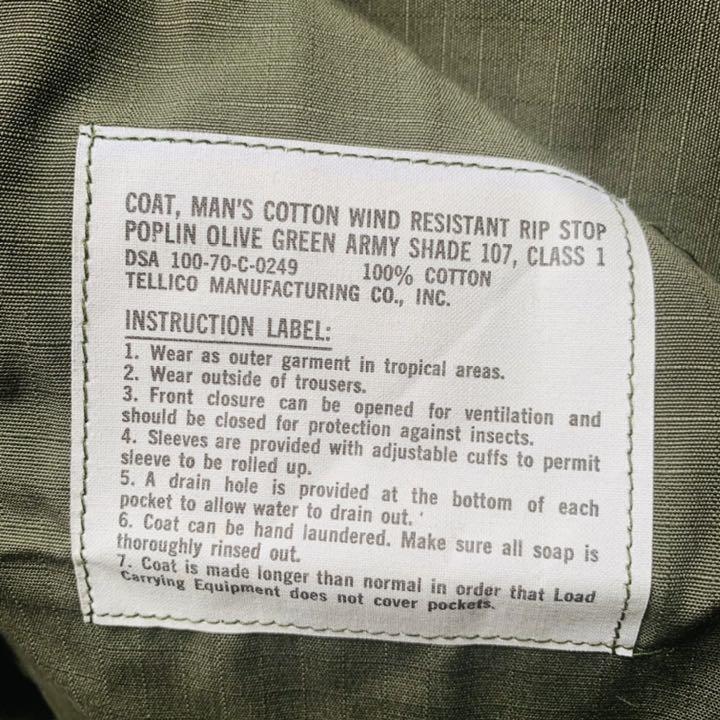 COAT, MAN'S COTTON WIND RESISTANT RIP STOP
POPLIN OLIVE GREEN ARMY SHADE 107, CLASS 1
DSA 100-70-C-0249 100% COTTON
TELLICO MANUFACTURING CO., INC.
INSTRUCTION LABEL:
1. Wear as outer garment in tropical areas.
2. Wear outside of trousers.
3. Front closure can be opened for ventilation and
should be closed for protection against insects.
4. Sleeves are provided with adjustable cuffs to permit
sleeve to be rolled up.
5. A drain hole is provided at the bottom of each
pocket to allow water to drain out.
6. Coat can be hand laundered. Make sure all soap is
thoroughly rinsed out.
7. Coat is made longer than normal in order that Load
Carrying Equipment does not cover pockets.